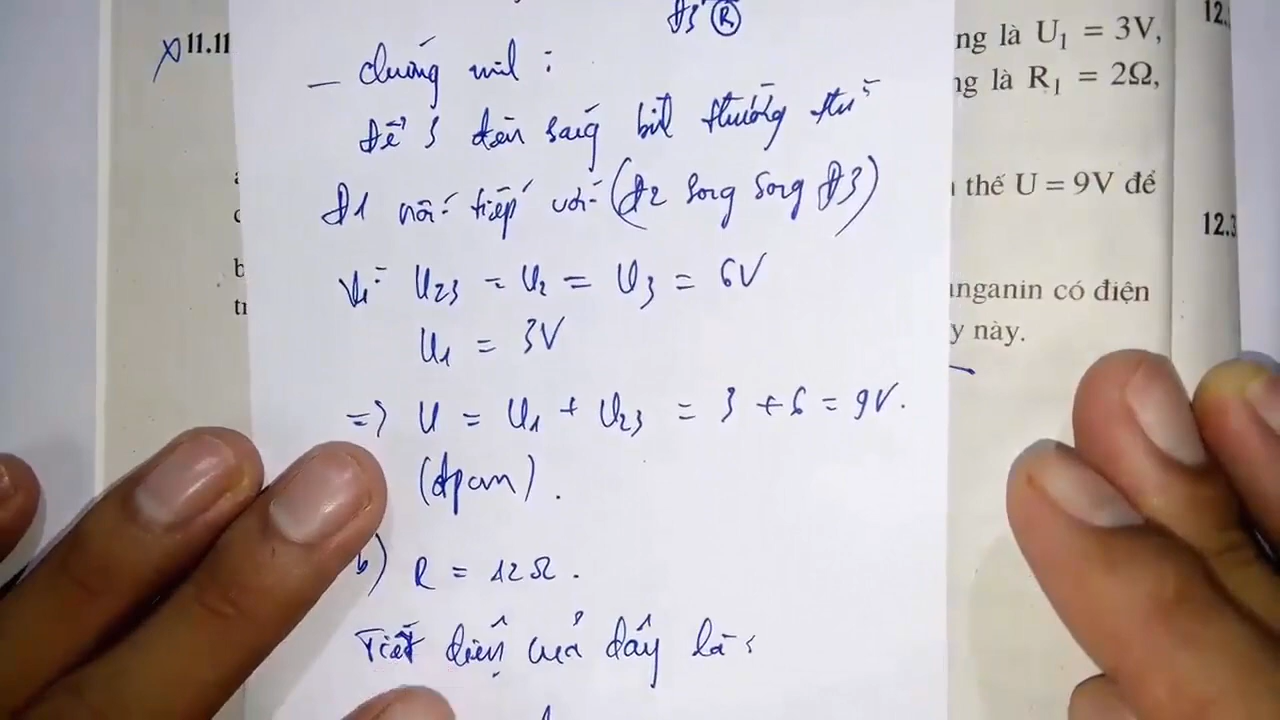 Đ3 R
11.11
ng là U₁ = 3V,
ng là R₁ = 2Ω,
thế U = 9V để
nganin có điện
y này.
12.
12.3
b
tr
— chứng minh :
Để 3 đèn sáng bình thường thì
Đ1 nối tiếp với (Đ2 song song Đ3)
Vì U₂₃ = U₂ = U₃ = 6V
U₁ = 3V
=> U = U₁ + U₂₃ = 3 + 6 = 9V.
(đpcm).
b) R = 12Ω.
Tiết diện của dây là :